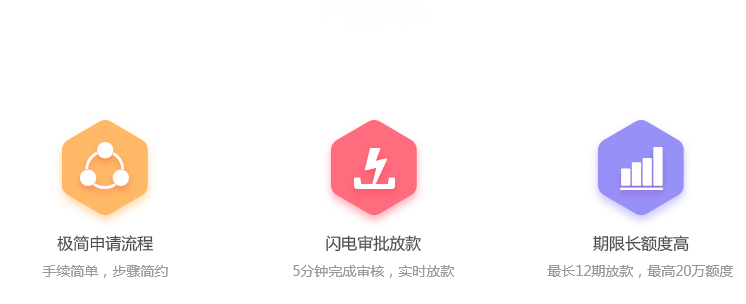 极简申请流程
手续简单，步骤简约
闪电审批放款
5分钟完成审核，实时放款
期限长额度高
最长12期放款，最高20万额度